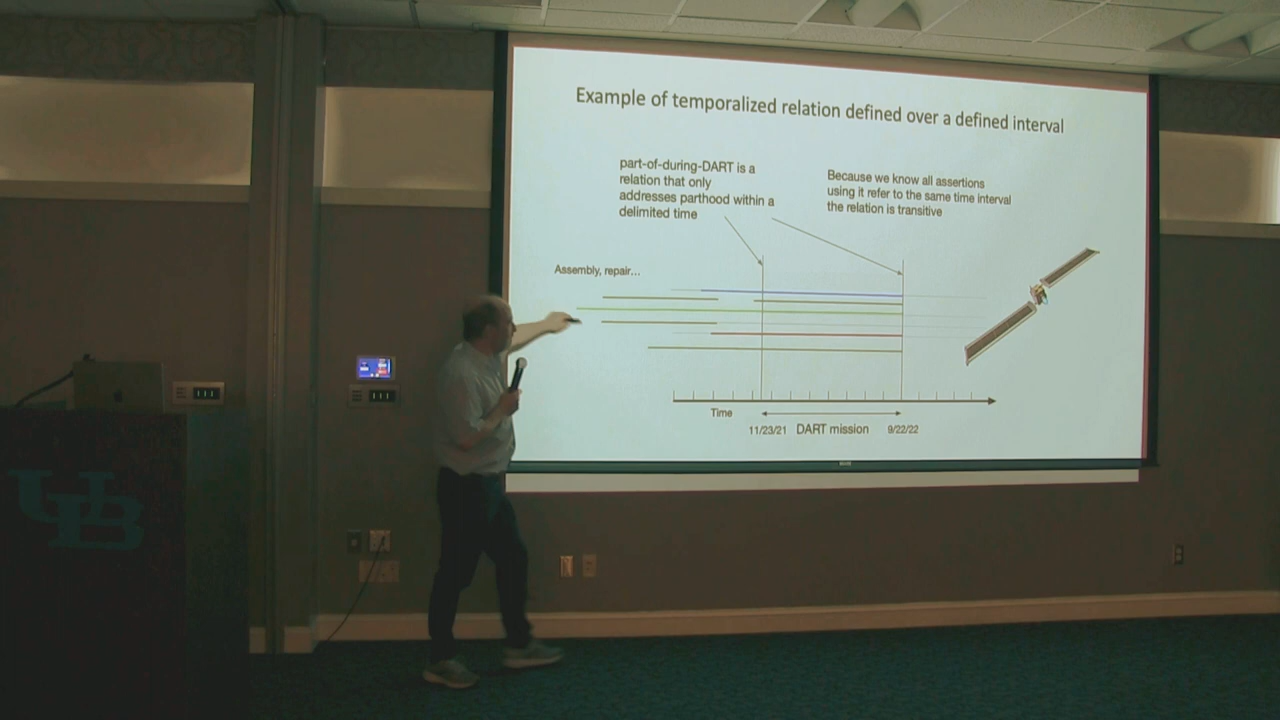 Example of temporalized relation defined over a defined interval
part-of-during-DART is a
relation that only
addresses parthood within a
delimited time
Because we know all assertions
using it refer to the same time interval
the relation is transitive
Assembly, repair...
Time
11/23/21 DART mission 9/22/22
UB